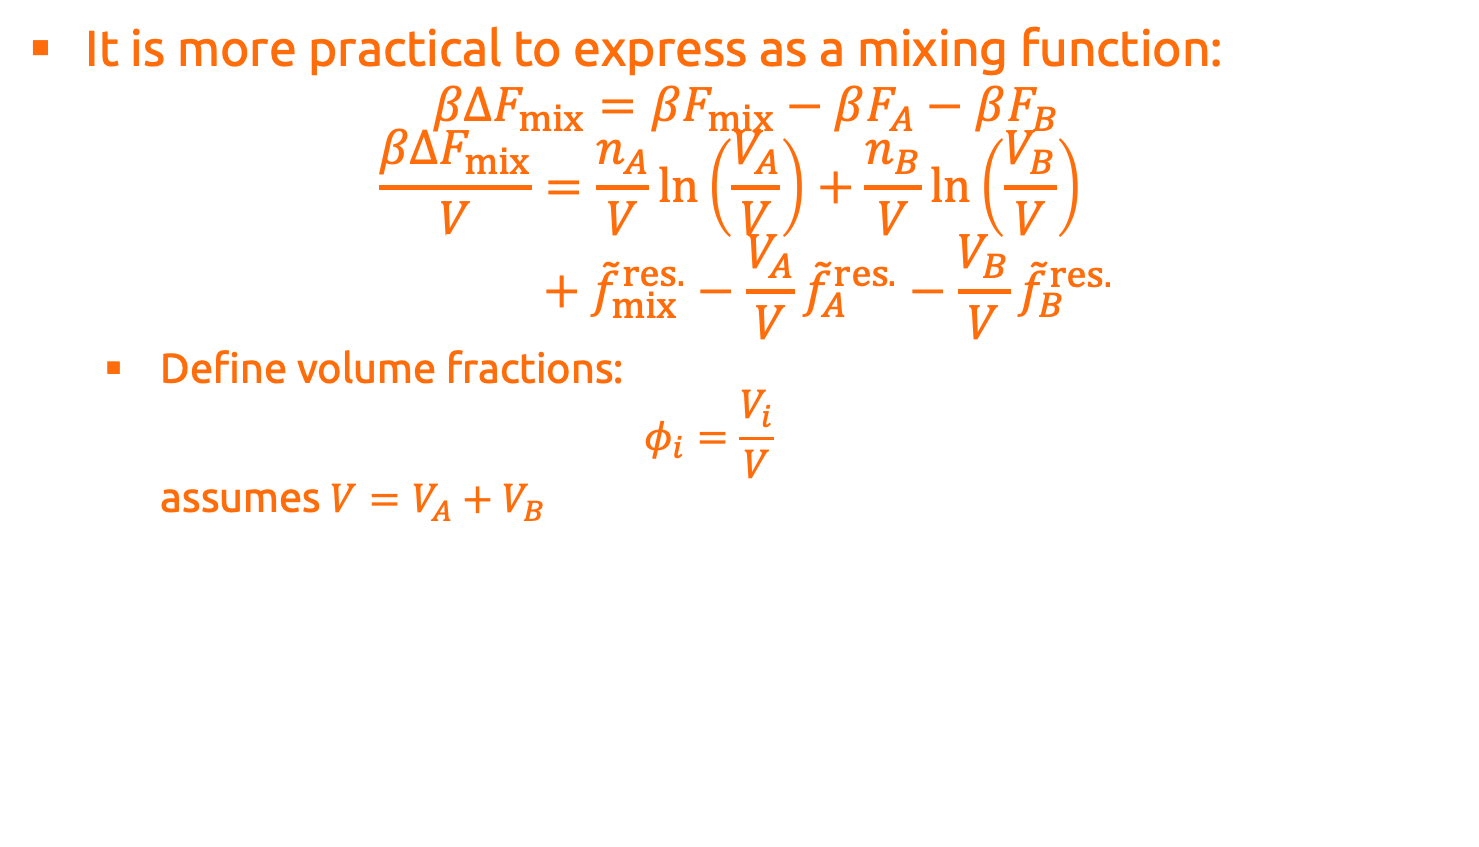 ▪ It is more practical to express as a mixing function:
βΔF_mix = βF_mix − βF_A − βF_B
βΔF_mix/V = n_A/V ln(V_A/V) + n_B/V ln(V_B/V)
+ f̃_mix^res. − V_A/V f̃_A^res. − V_B/V f̃_B^res.
▪ Define volume fractions:
ϕ_i = V_i/V
assumes V = V_A + V_B